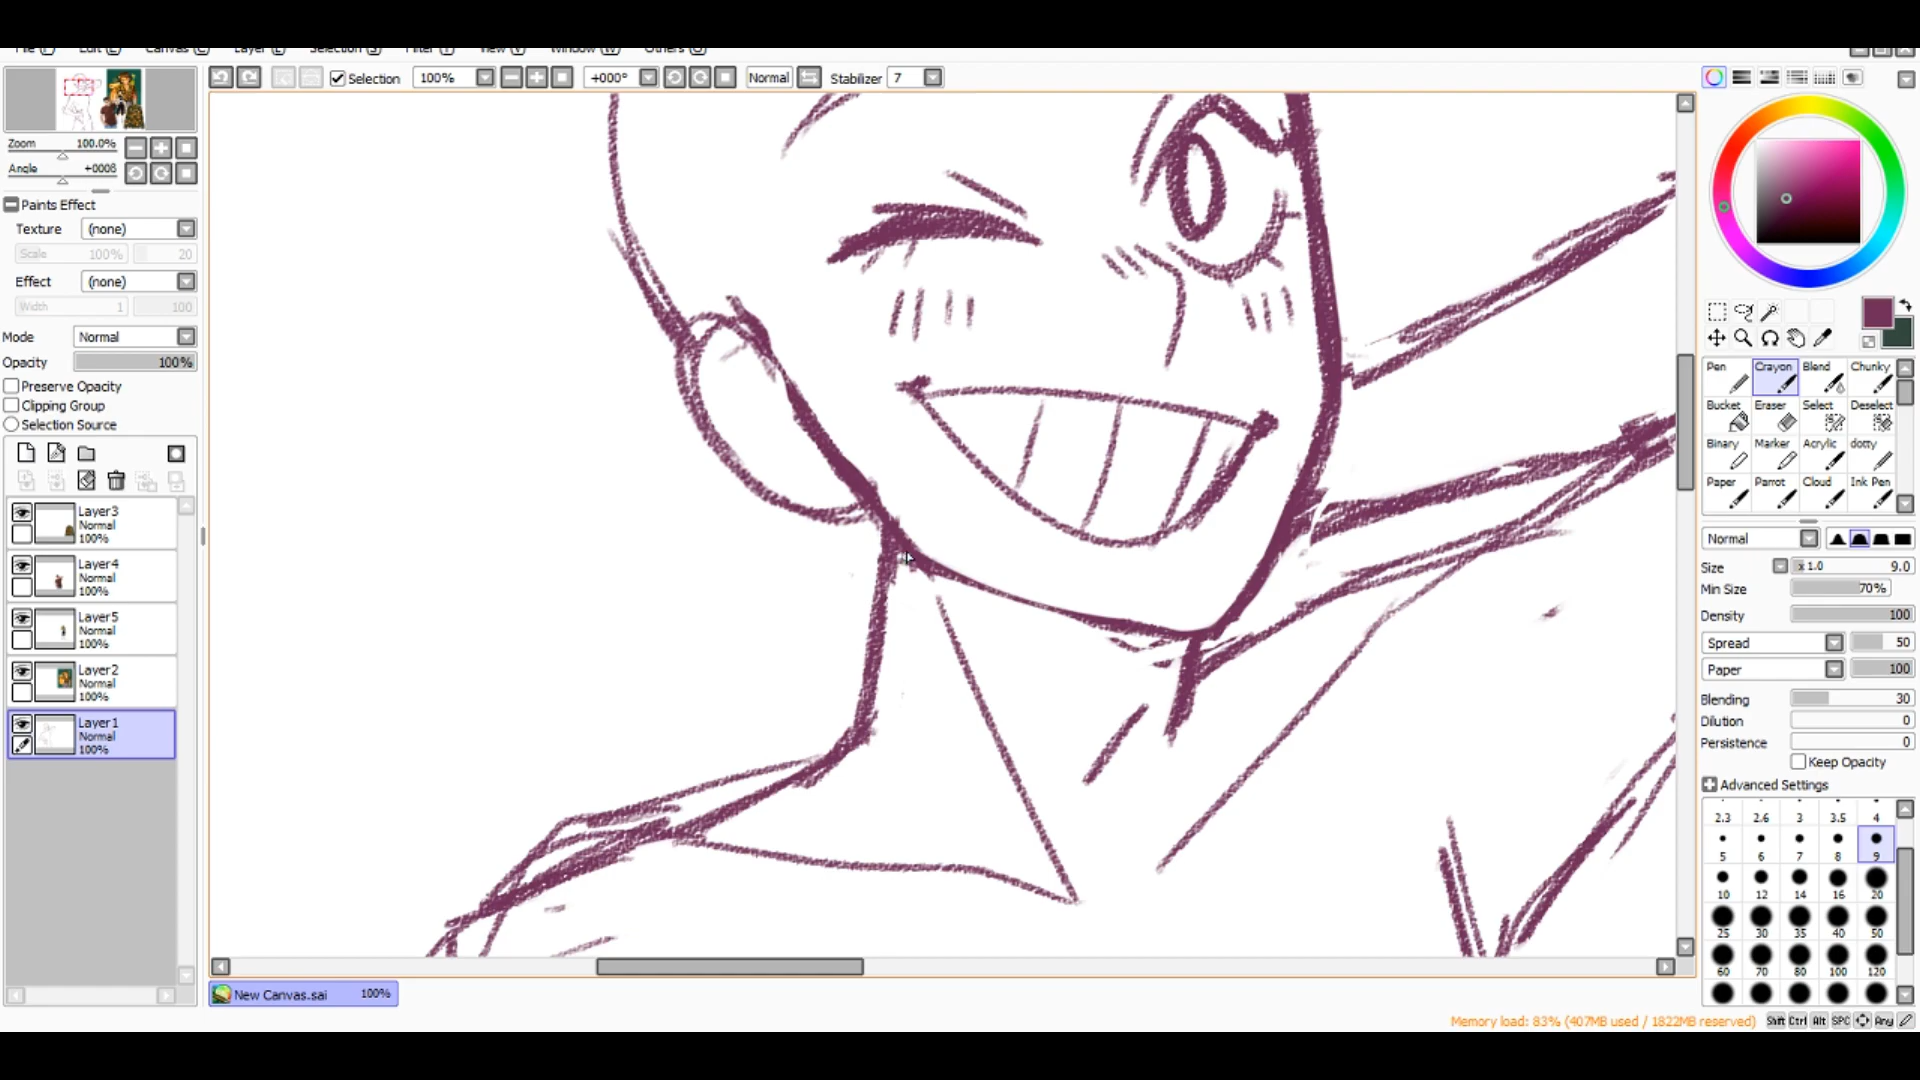 File (F) Edit (E) Canvas (C) Layer (L) Selection (S) Filter (T) View (V) Window (W) Others (O)
Selection 100% +000° Normal Stabilizer 7
Zoom 100.0%
Angle +000δ
Paints Effect
Texture (none)
Scale 100% 20
Effect (none)
Width 1 100
Mode Normal
Opacity 100%
Preserve Opacity
Clipping Group
Selection Source
Layer3
Normal
100%
Layer4
Normal
100%
Layer5
Normal
100%
Layer2
Normal
100%
Layer1
Normal
100%
New Canvas.sai 100%
Pen Crayon Blend Chunky
Bucket Eraser Select Deselect
Binary Marker Acrylic dotty
Paper Parrot Cloud Ink Pen
Normal
Size x 1.0 9.0
Min Size 70%
Density 100
Spread 50
Paper 100
Blending 30
Dilution 0
Persistence 0
Keep Opacity
Advanced Settings
2.3 2.6 3 3.5 4
5 6 7 8 9
10 12 14 16 20
25 30 35 40 50
60 70 80 100 120
Memory load: 83% (407MB used / 1822MB reserved) Shift Ctrl Alt SPC Any